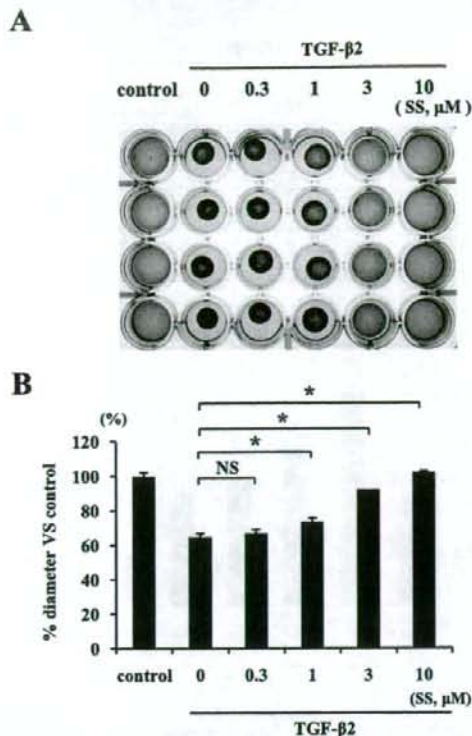 A
TGF-β2
control 0 0.3 1 3 10
( SS, μM )
B
(%)
*
*
*
NS
120
100
80
60
40
20
0
% diameter VS control
control 0 0.3 1 3 10
(SS, μM)
TGF-β2